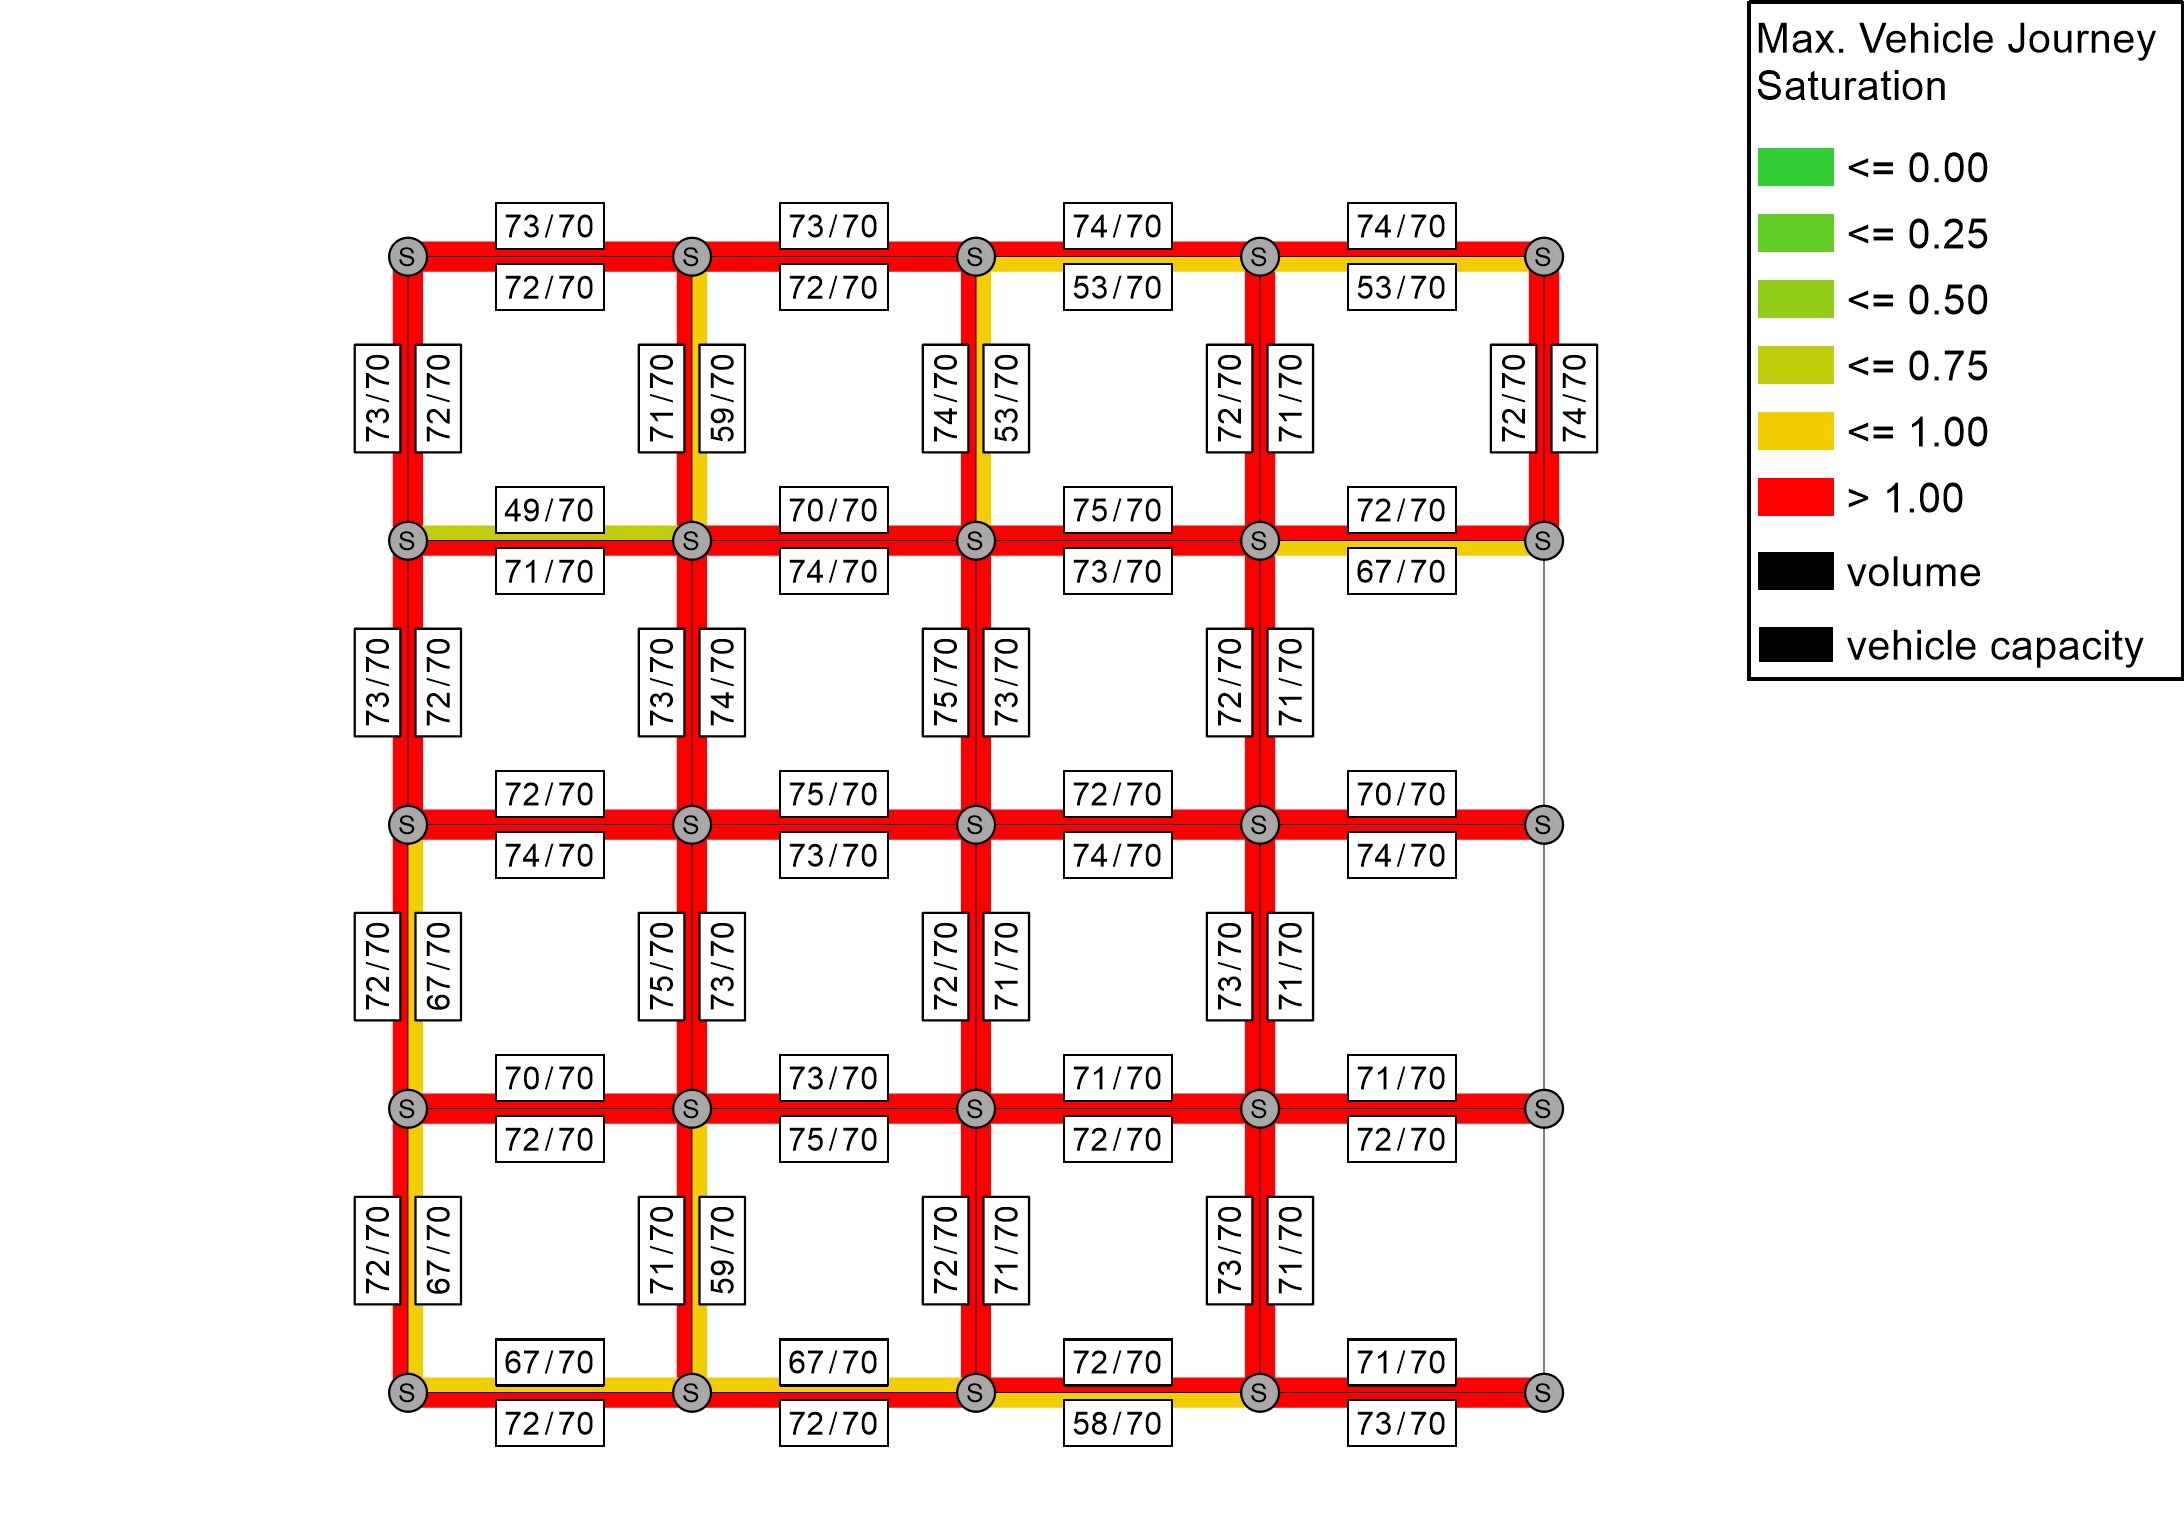 Max. Vehicle Journey
Saturation
<= 0.00
<= 0.25
<= 0.50
<= 0.75
<= 1.00
> 1.00
volume
vehicle capacity
73/70 73/70 74/70 74/70
S S S S S
72/70 72/70 53/70 53/70
73/70 72/70 71/70 59/70 74/70 53/70 72/70 71/70 72/70 74/70
49/70 70/70 75/70 72/70
S S S S S
71/70 74/70 73/70 67/70
73/70 72/70 73/70 74/70 75/70 73/70 72/70 71/70
72/70 75/70 72/70 70/70
S S S S S
74/70 73/70 74/70 74/70
72/70 67/70 75/70 73/70 72/70 71/70 73/70 71/70
70/70 73/70 71/70 71/70
S S S S S
72/70 75/70 72/70 72/70
72/70 67/70 71/70 59/70 72/70 71/70 73/70 71/70
67/70 67/70 72/70 71/70
S S S S S
72/70 72/70 58/70 73/70